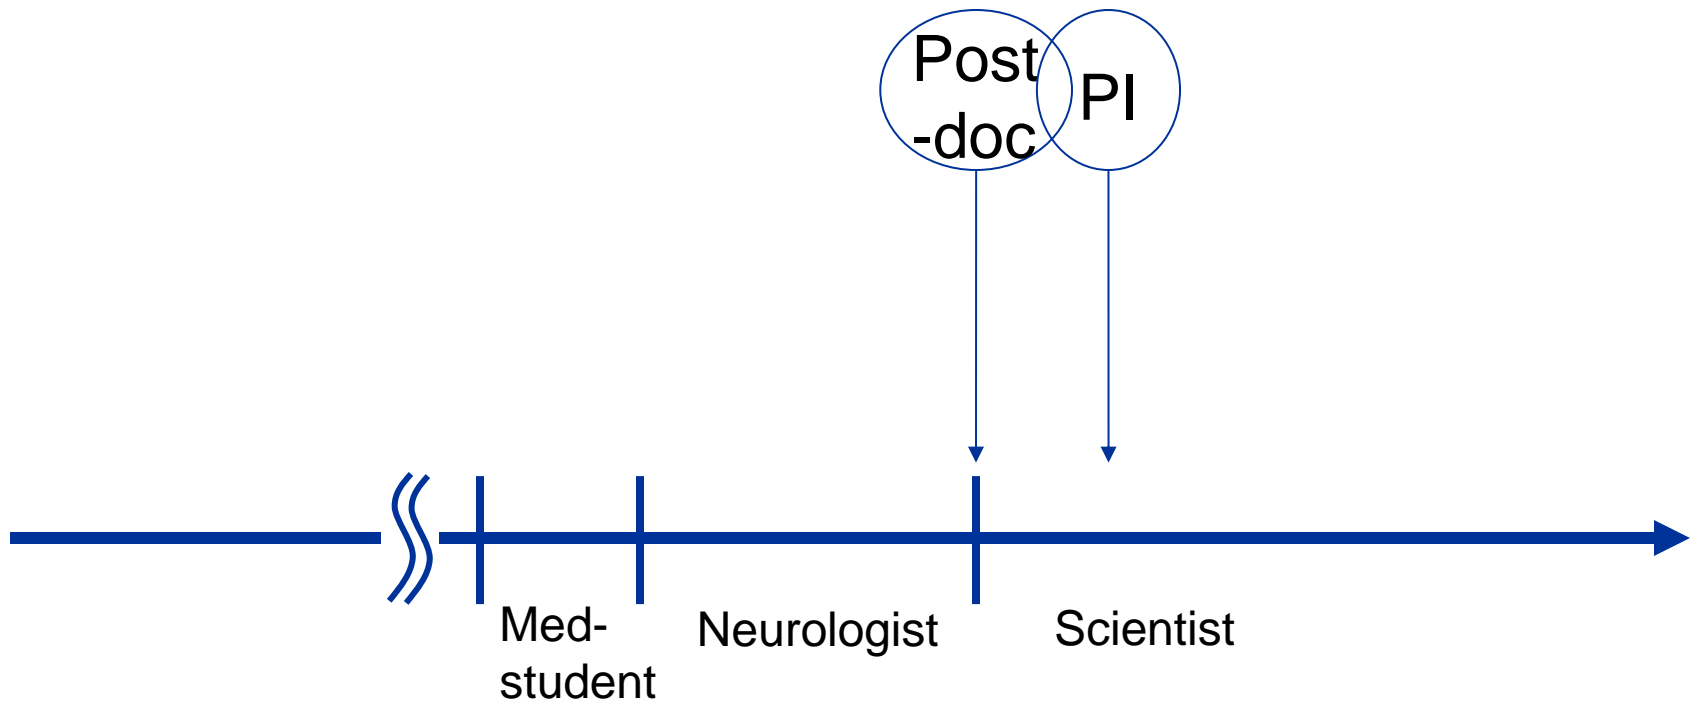 Post
-doc
PI
Med-
student
Neurologist
Scientist